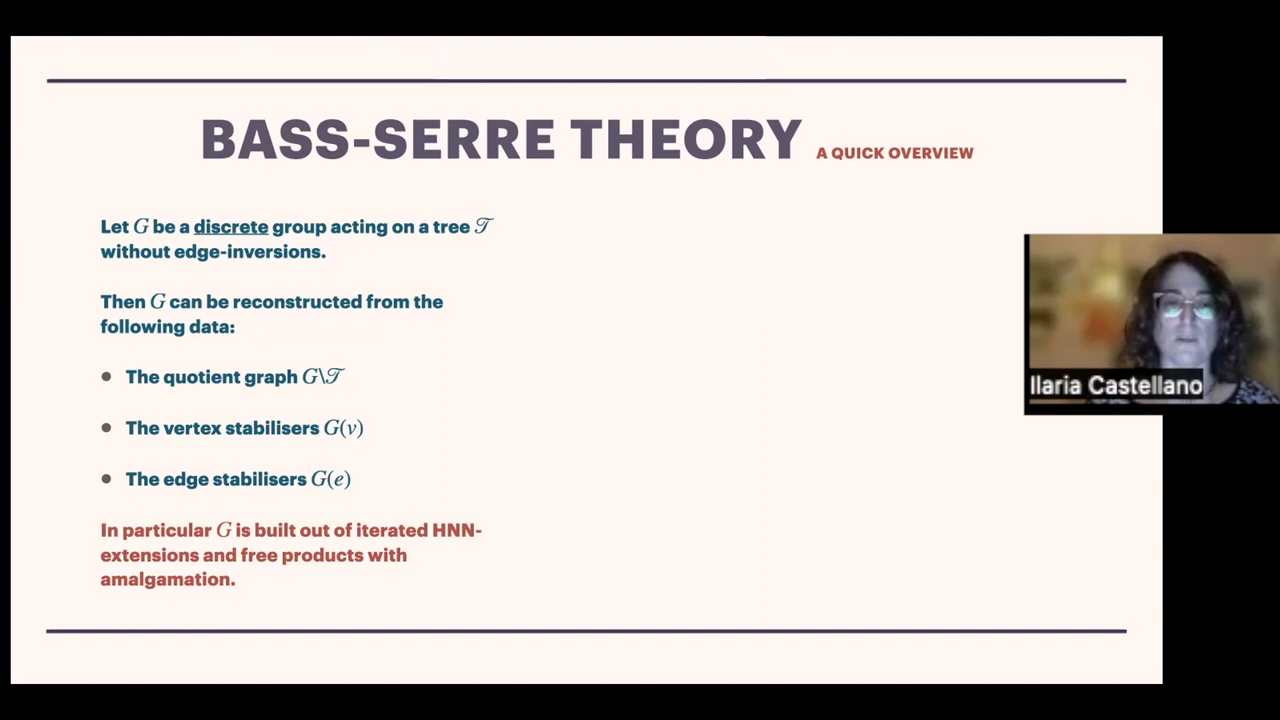 BASS-SERRE THEORY A QUICK OVERVIEW
Let G be a discrete group acting on a tree 𝒯
without edge-inversions.
Then G can be reconstructed from the
following data:
• The quotient graph G\𝒯
• The vertex stabilisers G(v)
• The edge stabilisers G(e)
In particular G is built out of iterated HNN-
extensions and free products with
amalgamation.
Ilaria Castellano